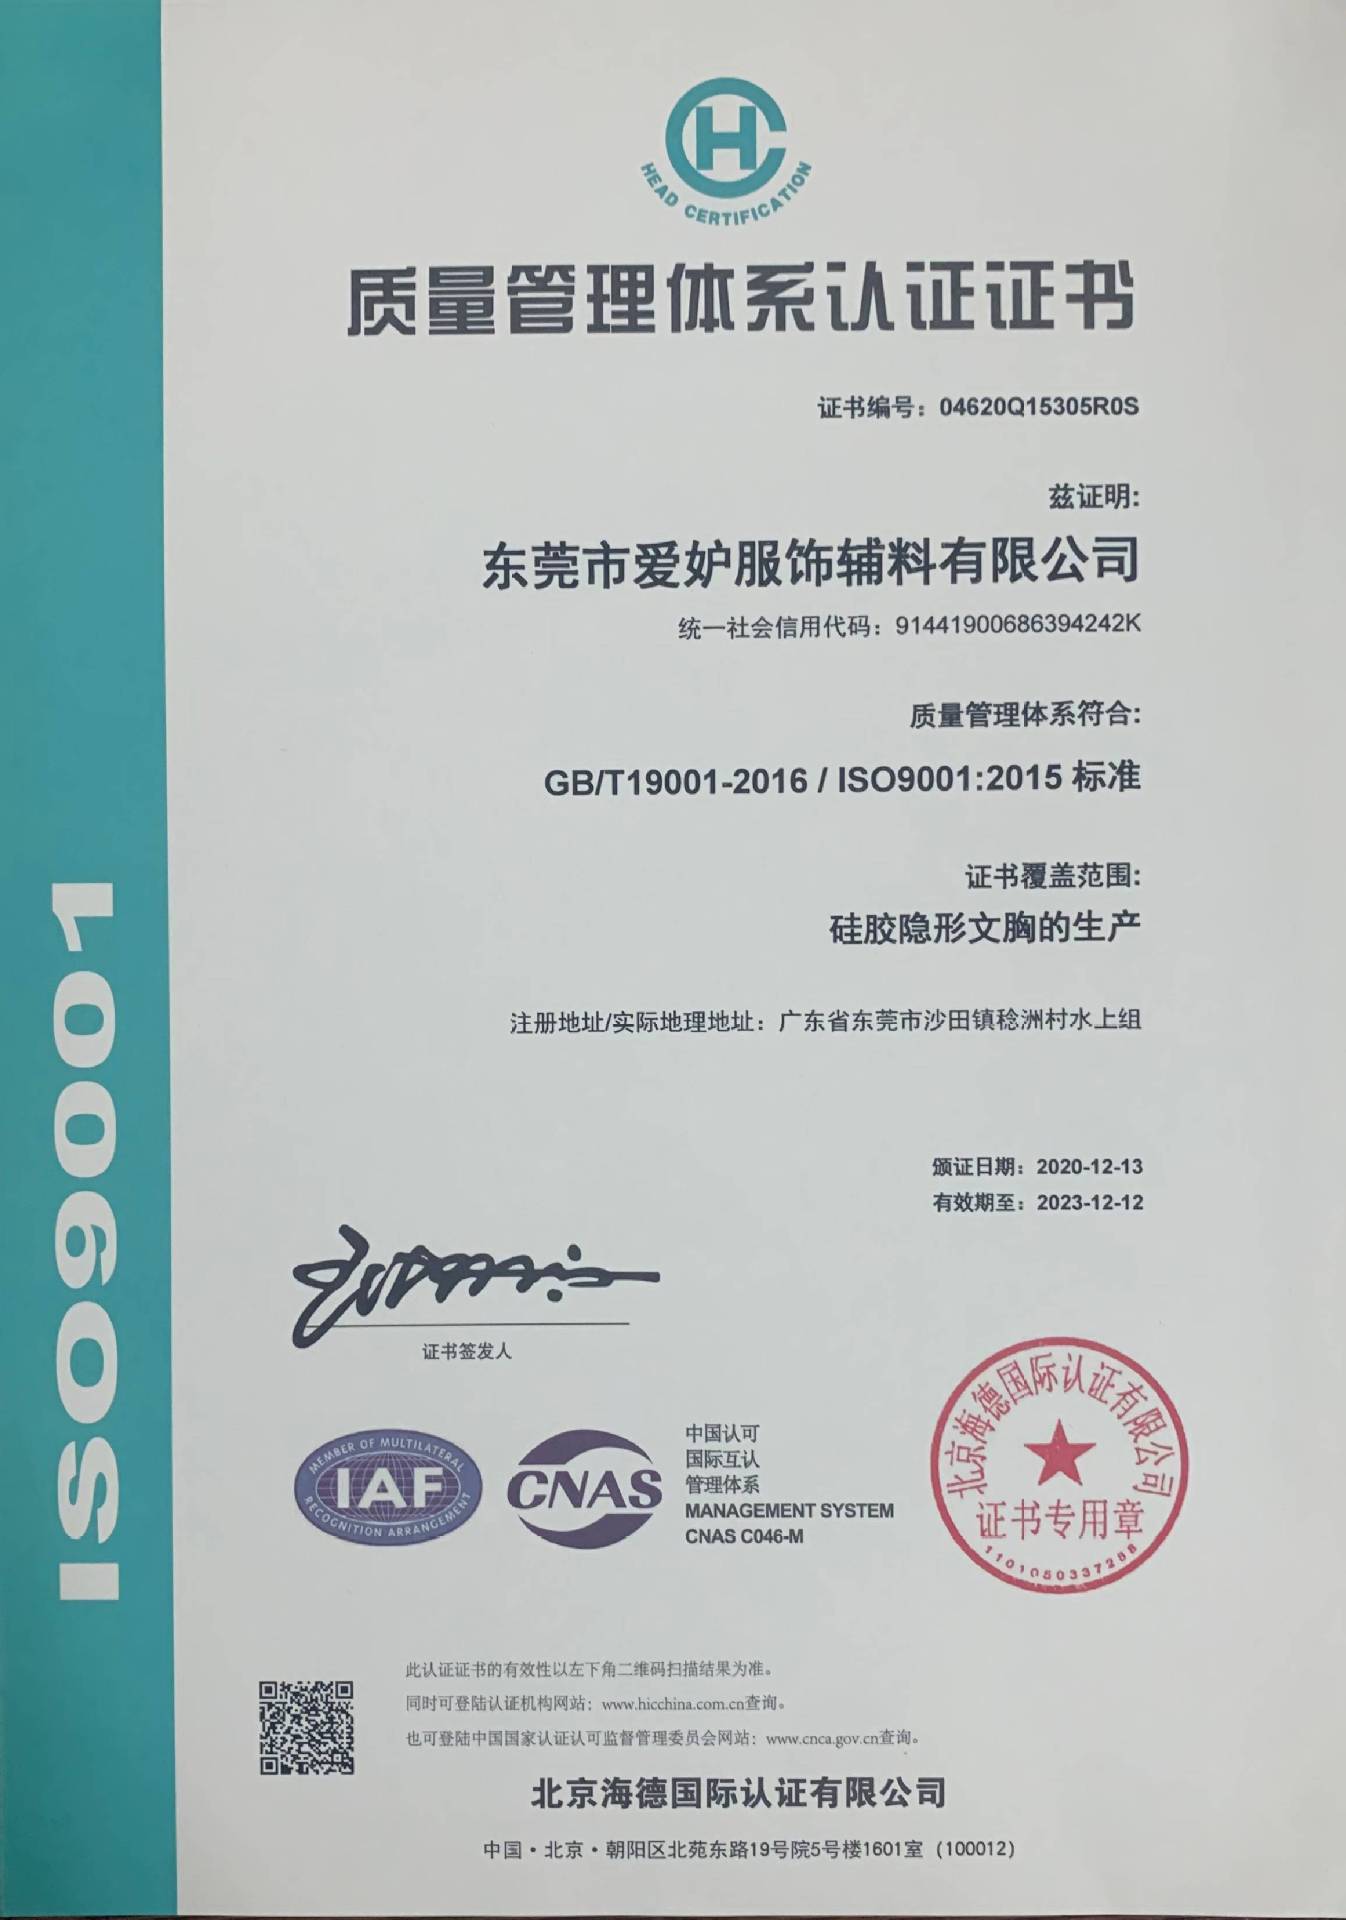 HEAD CERTIFICATION
质量管理体系认证证书
证书编号：04620Q15305R0S
兹证明:
东莞市爱妒服饰辅料有限公司
统一社会信用代码：91441900686394242K
质量管理体系符合:
GB/T19001-2016 / ISO9001:2015 标准
证书覆盖范围:
硅胶隐形文胸的生产
注册地址/实际地理地址：广东省东莞市沙田镇稔洲村水上组
颁证日期：2020-12-13
有效期至：2023-12-12
证书签发人
ISO9001
MEMBER OF MULTILATERAL
IAF
RECOGNITION ARRANGEMENT
CNAS
中国认可
国际互认
管理体系
MANAGEMENT SYSTEM
CNAS C046-M
北京海德国际认证有限公司
证书专用章
1101050337288
此认证证书的有效性以左下角二维码扫描结果为准。
同时可登陆认证机构网站：www.hicchina.com.cn查询。
也可登陆中国国家认证认可监督管理委员会网站：www.cnca.gov.cn查询。
北京海德国际认证有限公司
中国·北京·朝阳区北苑东路19号院5号楼1601室（100012）